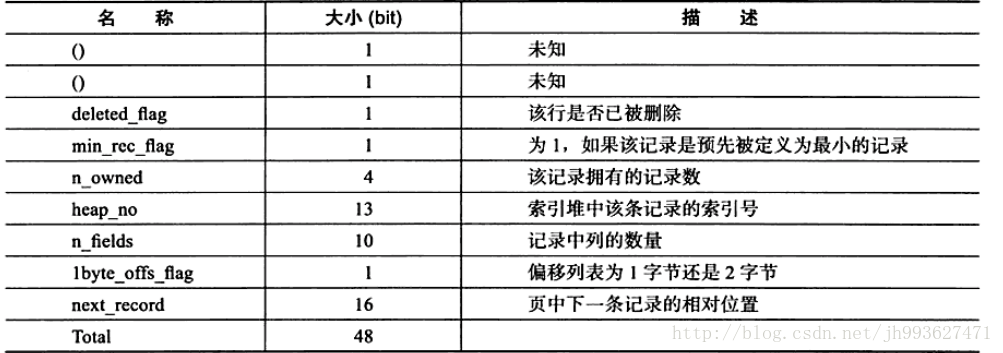 名 称 大小 (bit) 描 述
() 1 未知
() 1 未知
deleted_flag 1 该行是否已被删除
min_rec_flag 1 为 1，如果该记录是预先被定义为最小的记录
n_owned 4 该记录拥有的记录数
heap_no 13 索引堆中该条记录的索引号
n_fields 10 记录中列的数量
1byte_offs_flag 1 偏移列表为 1 字节还是 2 字节
next_record 16 页中下一条记录的相对位置
Total 48
http://blog.csdn.net/jh993627471